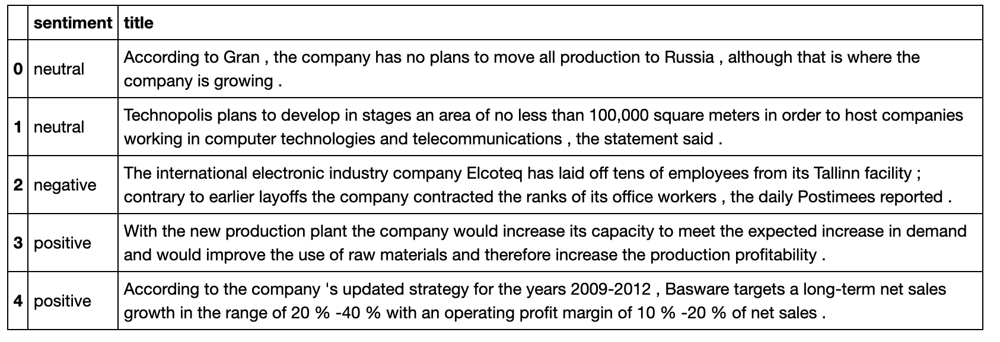 sentiment title
0 neutral According to Gran , the company has no plans to move all production to Russia , although that is where the
company is growing .
1 neutral Technopolis plans to develop in stages an area of no less than 100,000 square meters in order to host companies
working in computer technologies and telecommunications , the statement said .
2 negative The international electronic industry company Elcoteq has laid off tens of employees from its Tallinn facility ;
contrary to earlier layoffs the company contracted the ranks of its office workers , the daily Postimees reported .
3 positive With the new production plant the company would increase its capacity to meet the expected increase in demand
and would improve the use of raw materials and therefore increase the production profitability .
4 positive According to the company 's updated strategy for the years 2009-2012 , Basware targets a long-term net sales
growth in the range of 20 % -40 % with an operating profit margin of 10 % -20 % of net sales .